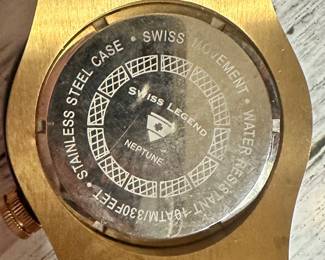 STAINLESS STEEL CASE • SWISS MOVEMENT • WATER RESISTANT 10ATM/330FEET •
SWISS LEGEND
NEPTUNE